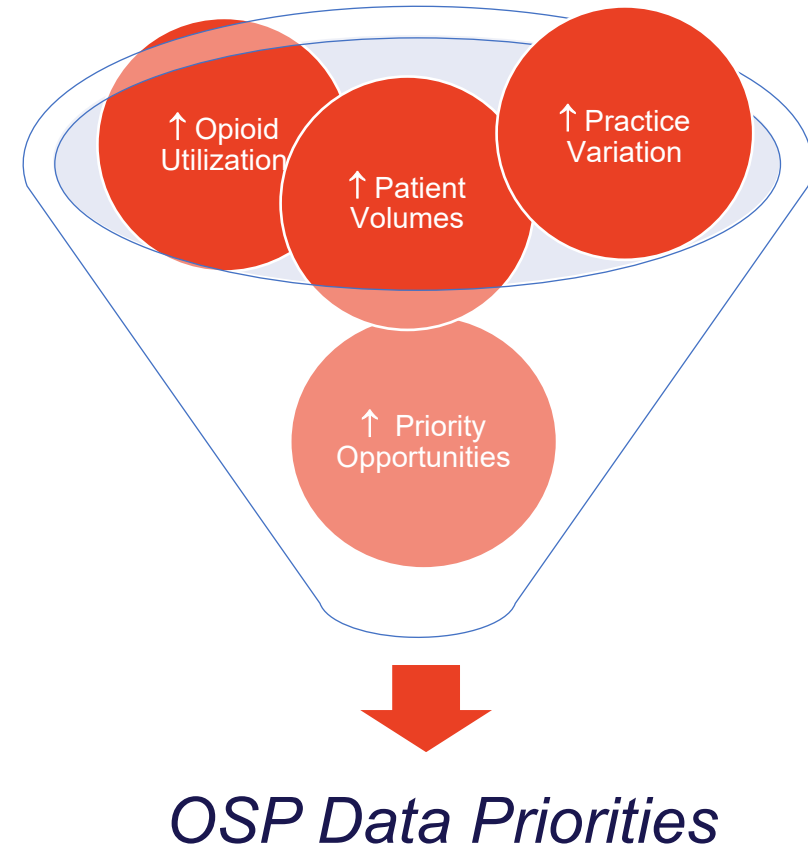 ↑ Opioid
Utilization
↑ Patient
Volumes
↑ Practice
Variation
↑ Priority
Opportunities
OSP Data Priorities